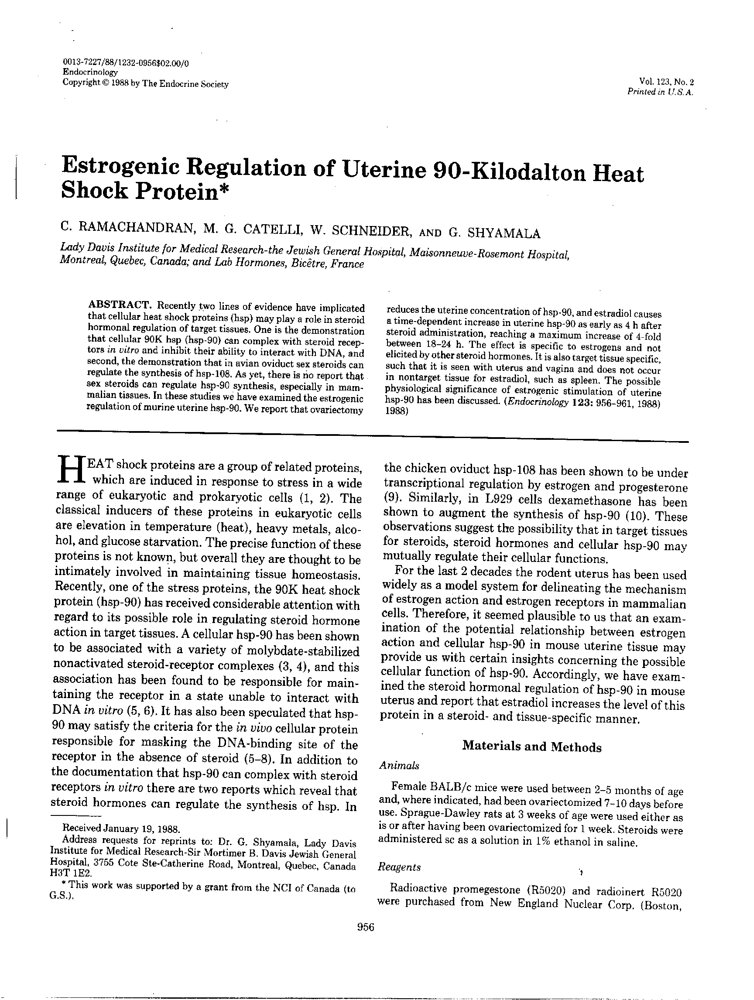 0013-7227/88/1232-0956$02.00/0
Endocrinology
Copyright © 1988 by The Endocrine Society
Vol. 123, No. 2
Printed in U.S.A.
Estrogenic Regulation of Uterine 90-Kilodalton Heat
Shock Protein*
C. RAMACHANDRAN, M. G. CATELLI, W. SCHNEIDER, AND G. SHYAMALA
Lady Davis Institute for Medical Research-the Jewish General Hospital, Maisonneuve-Rosemont Hospital,
Montreal, Quebec, Canada; and Lab Hormones, Bicêtre, France
ABSTRACT. Recently two lines of evidence have implicated
that cellular heat shock proteins (hsp) may play a role in steroid
hormonal regulation of target tissues. One is the demonstration
that cellular 90K hsp (hsp-90) can complex with steroid recep-
tors in vitro and inhibit their ability to interact with DNA, and
second, the demonstration that in avian oviduct sex steroids can
regulate the synthesis of hsp-108. As yet, there is no report that
sex steroids can regulate hsp-90 synthesis, especially in mam-
malian tissues. In these studies we have examined the estrogenic
regulation of murine uterine hsp-90. We report that ovariectomy
reduces the uterine concentration of hsp-90, and estradiol causes
a time-dependent increase in uterine hsp-90 as early as 4 h after
steroid administration, reaching a maximum increase of 4-fold
between 18–24 h. The effect is specific to estrogens and not
elicited by other steroid hormones. It is also target tissue specific,
such that it is seen with uterus and vagina and does not occur
in nontarget tissue for estradiol, such as spleen. The possible
physiological significance of estrogenic stimulation of uterine
hsp-90 has been discussed. (Endocrinology 123: 956–961, 1988)
1988)
HEAT shock proteins are a group of related proteins,
which are induced in response to stress in a wide
range of eukaryotic and prokaryotic cells (1, 2). The
classical inducers of these proteins in eukaryotic cells
are elevation in temperature (heat), heavy metals, alco-
hol, and glucose starvation. The precise function of these
proteins is not known, but overall they are thought to be
intimately involved in maintaining tissue homeostasis.
Recently, one of the stress proteins, the 90K heat shock
protein (hsp-90) has received considerable attention with
regard to its possible role in regulating steroid hormone
action in target tissues. A cellular hsp-90 has been shown
to be associated with a variety of molybdate-stabilized
nonactivated steroid-receptor complexes (3, 4), and this
association has been found to be responsible for main-
taining the receptor in a state unable to interact with
DNA in vitro (5, 6). It has also been speculated that hsp-
90 may satisfy the criteria for the in vivo cellular protein
responsible for masking the DNA-binding site of the
receptor in the absence of steroid (5–8). In addition to
the documentation that hsp-90 can complex with steroid
receptors in vitro there are two reports which reveal that
steroid hormones can regulate the synthesis of hsp. In
Received January 19, 1988.
Address requests for reprints to: Dr. G. Shyamala, Lady Davis
Institute for Medical Research-Sir Mortimer B. Davis Jewish General
Hospital, 3755 Cote Ste-Catherine Road, Montreal, Quebec, Canada
H3T 1E2.
* This work was supported by a grant from the NCI of Canada (to
G.S.).
the chicken oviduct hsp-108 has been shown to be under
transcriptional regulation by estrogen and progesterone
(9). Similarly, in L929 cells dexamethasone has been
shown to augment the synthesis of hsp-90 (10). These
observations suggest the possibility that in target tissues
for steroids, steroid hormones and cellular hsp-90 may
mutually regulate their cellular functions.
For the last 2 decades the rodent uterus has been used
widely as a model system for delineating the mechanism
of estrogen action and estrogen receptors in mammalian
cells. Therefore, it seemed plausible to us that an exam-
ination of the potential relationship between estrogen
action and cellular hsp-90 in mouse uterine tissue may
provide us with certain insights concerning the possible
cellular function of hsp-90. Accordingly, we have exam-
ined the steroid hormonal regulation of hsp-90 in mouse
uterus and report that estradiol increases the level of this
protein in a steroid- and tissue-specific manner.
Materials and Methods
Animals
Female BALB/c mice were used between 2–5 months of age
and, where indicated, had been ovariectomized 7–10 days before
use. Sprague-Dawley rats at 3 weeks of age were used either as
is or after having been ovariectomized for 1 week. Steroids were
administered sc as a solution in 1% ethanol in saline.
Reagents
Radioactive promegestone (R5020) and radioinert R5020
were purchased from New England Nuclear Corp. (Boston,
956